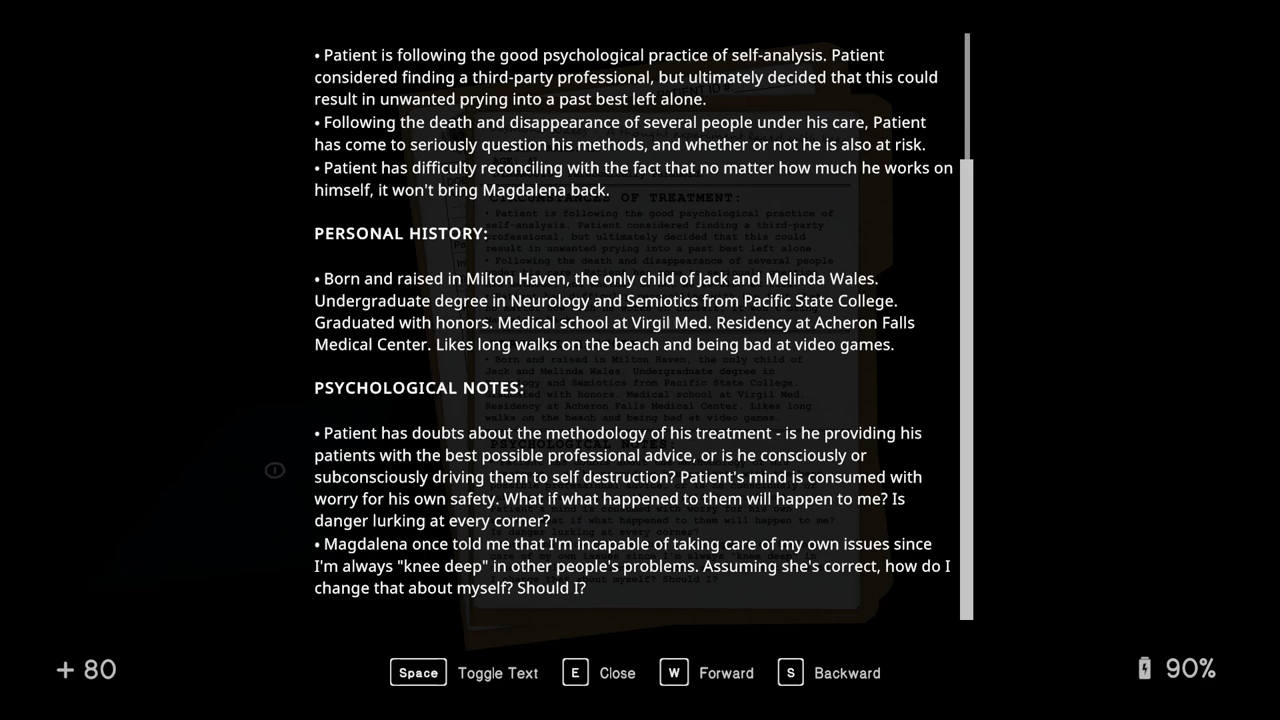 • Patient is following the good psychological practice of self-analysis. Patient
considered finding a third-party professional, but ultimately decided that this could
result in unwanted prying into a past best left alone.
• Following the death and disappearance of several people under his care, Patient
has come to seriously question his methods, and whether or not he is also at risk.
• Patient has difficulty reconciling with the fact that no matter how much he works on
himself, it won't bring Magdalena back.
PERSONAL HISTORY:
• Born and raised in Milton Haven, the only child of Jack and Melinda Wales.
Undergraduate degree in Neurology and Semiotics from Pacific State College.
Graduated with honors. Medical school at Virgil Med. Residency at Acheron Falls
Medical Center. Likes long walks on the beach and being bad at video games.
PSYCHOLOGICAL NOTES:
• Patient has doubts about the methodology of his treatment - is he providing his
patients with the best possible professional advice, or is he consciously or
subconsciously driving them to self destruction? Patient's mind is consumed with
worry for his own safety. What if what happened to them will happen to me? Is
danger lurking at every corner?
• Magdalena once told me that I'm incapable of taking care of my own issues since
I'm always "knee deep" in other people's problems. Assuming she's correct, how do I
change that about myself? Should I?
+ 80
Space Toggle Text E Close W Forward S Backward
90%